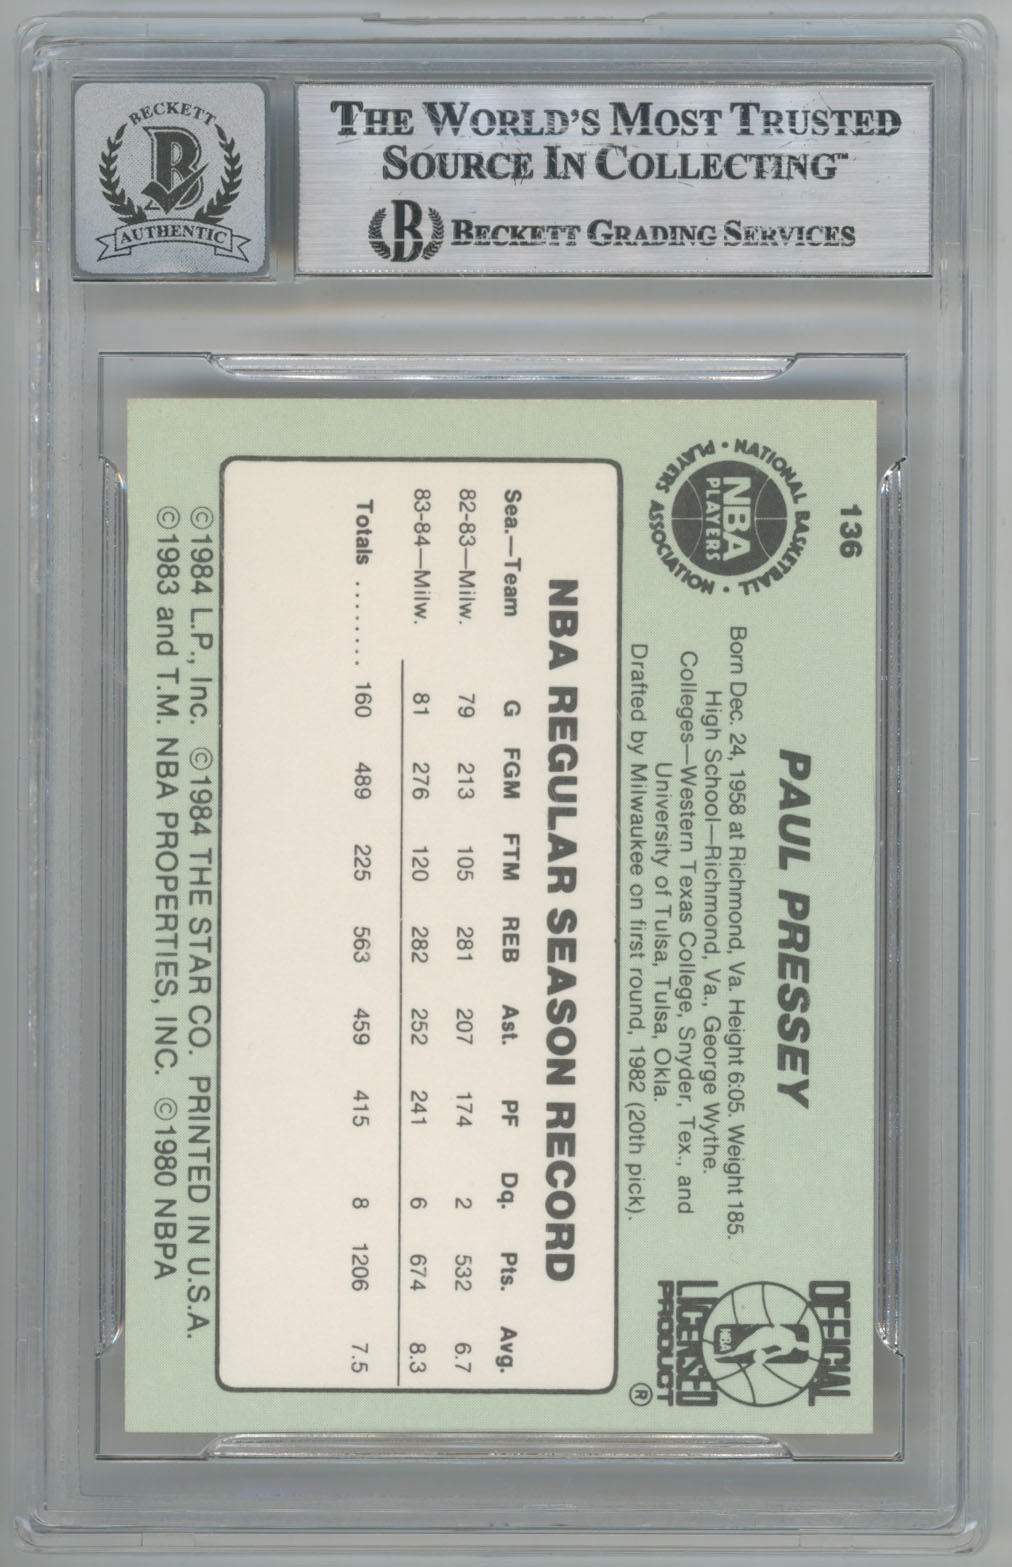 BECKETT
B
AUTHENTIC
THE WORLD'S MOST TRUSTED
SOURCE IN COLLECTING™
B BECKETT GRADING SERVICES
136
NATIONAL BASKETBALL PLAYERS ASSOCIATION
NBA
PLAYERS
PAUL PRESSEY
Born Dec. 24, 1958 at Richmond, Va. Height 6:05. Weight 185.
High School—Richmond, Va., George Wythe.
Colleges—Western Texas College, Snyder, Tex., and
University of Tulsa, Tulsa, Okla.
Drafted by Milwaukee on first round, 1982 (20th pick).
OFFICIAL
NBA
LICENSED
PRODUCT ®
NBA REGULAR SEASON RECORD
Sea.—Team G FGM FTM REB Ast. PF Dq. Pts. Avg.
82-83—Milw. 79 213 105 281 207 174 2 532 6.7
83-84—Milw. 81 276 120 282 252 241 6 674 8.3
Totals ........ 160 489 225 563 459 415 8 1206 7.5
©1984 L.P., Inc. ©1984 THE STAR CO. PRINTED IN U.S.A.
©1983 and T.M. NBA PROPERTIES, INC. ©1980 NBPA